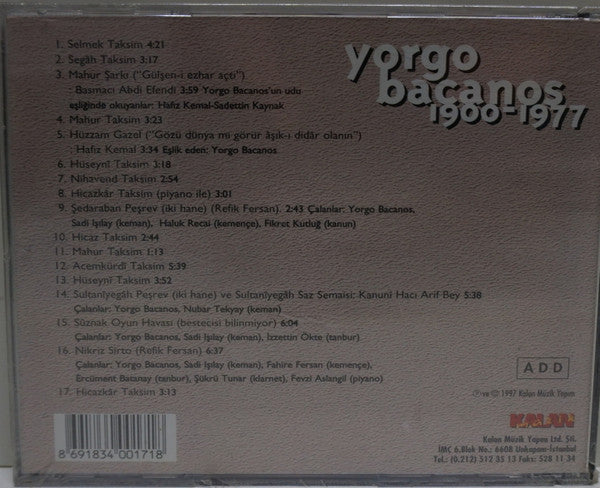 yorgo
bacanos
1900-1977
1. Selmek Taksim 4:21
2. Segâh Taksim 3:17
3. Mahur Şarkı ("Gülşen-i ezhar açtı")
: Basmacı Abdi Efendi 3:59 Yorgo Bacanos'un udu
eşliğinde okuyanlar: Hafız Kemal-Sadettin Kaynak
4. Mahur Taksim 3:23
5. Hüzzam Gazel ("Gözü dünya mı görür âşık-ı didâr olanın")
: Hafız Kemal 3:34 Eşlik eden: Yorgo Bacanos
6. Hüseynî Taksim 3:18
7. Nihavend Taksim 2:54
8. Hicazkâr Taksim (piyano ile) 3:01
9. Şedaraban Peşrev (iki hane) (Refik Fersan). 2:43 Çalanlar: Yorgo Bacanos,
Sadi Işılay (keman), Haluk Recai (kemençe), Fikret Kutluğ (kanun)
10. Hicaz Taksim 2:44
11. Mahur Taksim 1:13
12. Acemkürdî Taksim 5:39
13. Hüseynî Taksim 3:52
14. Sultanîyegâh Peşrev (iki hane) ve Sultanîyegâh Saz Semaisi: Kanunî Hacı Arif Bey 5:38
Çalanlar: Yorgo Bacanos, Nubar Tekyay (keman)
15. Sûznak Oyun Havası (bestecisi bilinmiyor) 6:04
Çalanlar: Yorgo Bacanos, Sadi Işılay (keman), İzzettin Ökte (tanbur)
16. Nikriz Sirto (Refik Fersan) 6:37
Çalanlar: Yorgo Bacanos, Sadi Işılay (keman), Fahire Fersan (kemençe),
Ercüment Batanay (tanbur), Şükrü Tunar (klarnet), Fevzi Aslangil (piyano)
17. Hicazkâr Taksim 3:13
ADD
℗ ve © 1997 Kalan Müzik Yapım
KALAN
Kalan Müzik Yapım Ltd. Şti.
İMC 6.Blok No.: 6608 Unkapanı-İstanbul
Tel.: (0.212) 512 35 13 Faks: 528 11 34
8 691834 001718